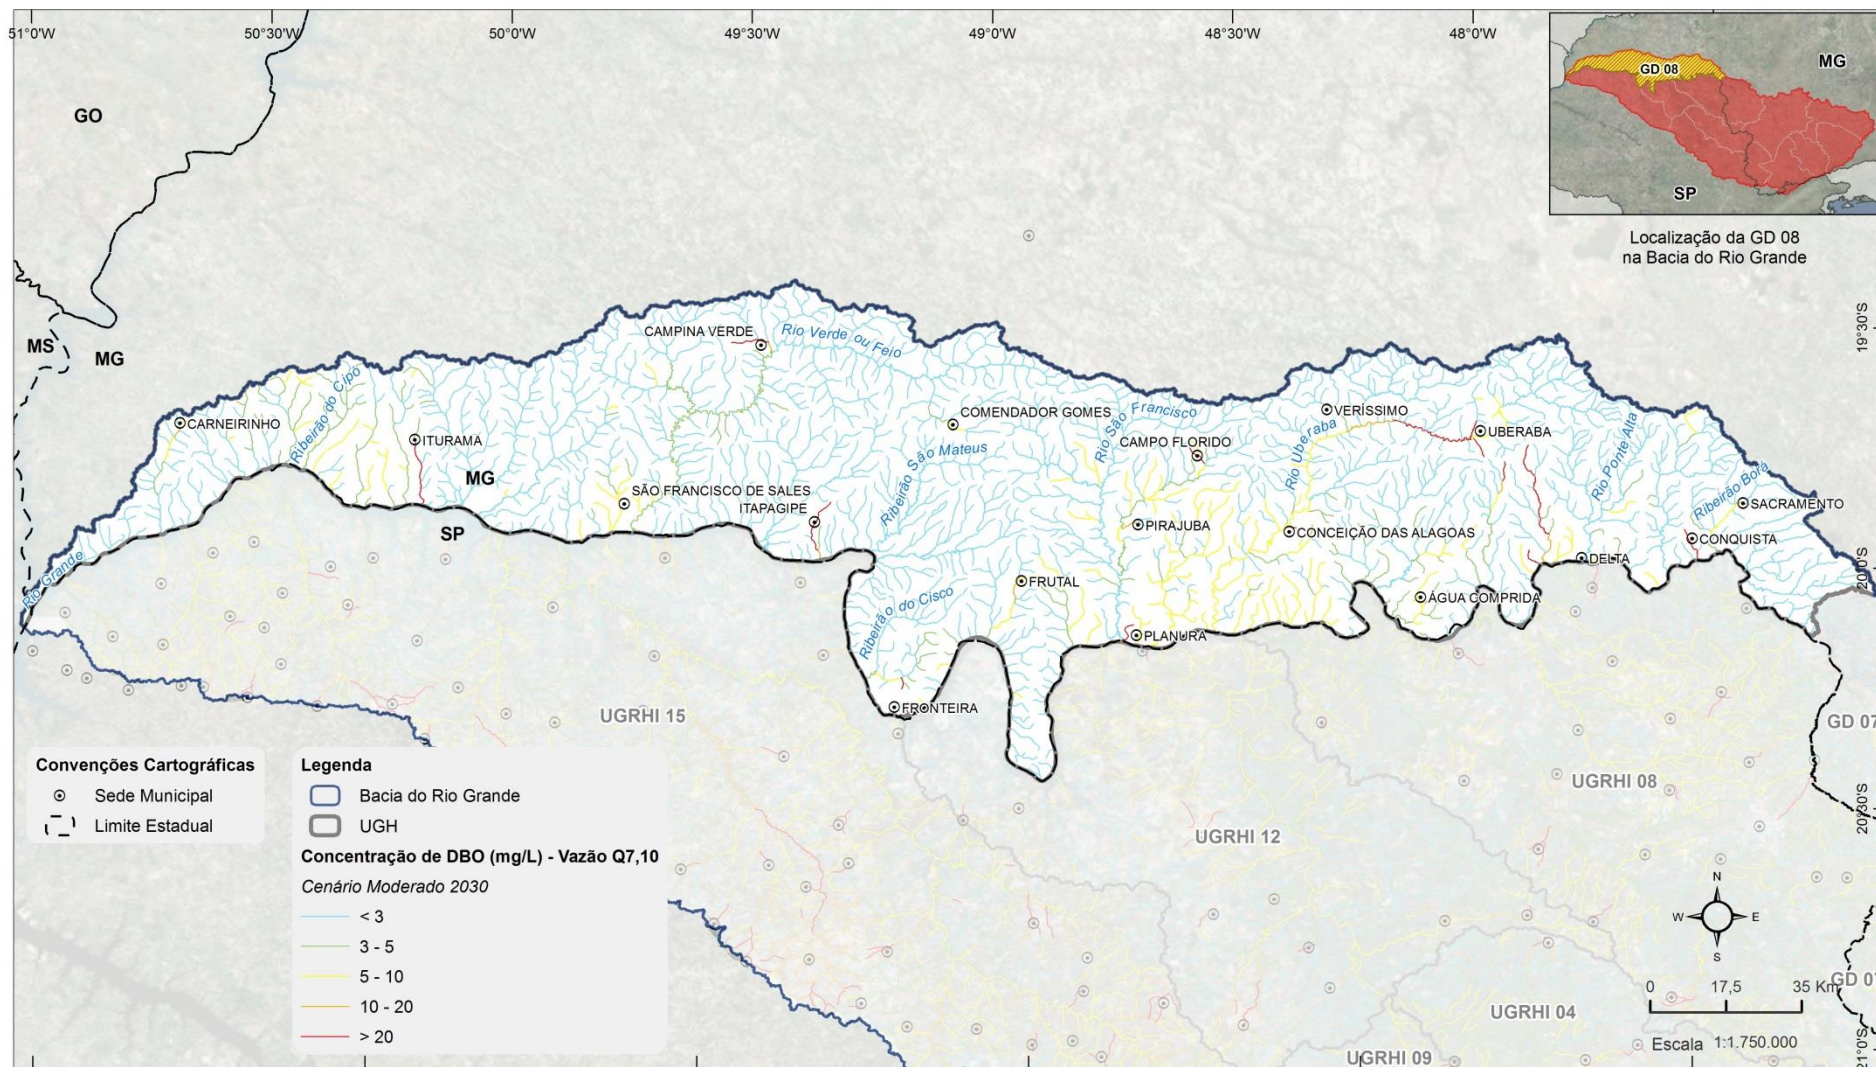 51°0'W
50°30'W
50°0'W
49°30'W
49°0'W
48°30'W
48°0'W
GO
MG
GD 08
SP
Localização da GD 08
na Bacia do Rio Grande
MS
MG
19°30'S
CAMPINA VERDE
Rio Verde ou Feio
CARNEIRINHO
Ribeirão do Cipó
ITURAMA
MG
COMENDADOR GOMES
Ribeirão São Mateus
Rio São Francisco
CAMPO FLORIDO
VERÍSSIMO
Rio Uberaba
UBERABA
Rio Ponte Alta
Ribeirão Borá
SACRAMENTO
SÃO FRANCISCO DE SALES
ITAPAGIPE
PIRAJUBA
CONCEIÇÃO DAS ALAGOAS
CONQUISTA
SP
DELTA
Rio Grande
FRUTAL
ÁGUA COMPRIDA
20°0'S
Ribeirão do Cisco
PLANURA
FRONTEIRA
UGRHI 15
GD 07
UGRHI 08
UGRHI 12
20°30'S
Convenções Cartográficas
Sede Municipal
Limite Estadual
Legenda
Bacia do Rio Grande
UGH
Concentração de DBO (mg/L) - Vazão Q7,10
Cenário Moderado 2030
< 3
3 - 5
5 - 10
10 - 20
> 20
N
W
E
S
0
17,5
35 Km
GD 07
Escala
1:1.750.000
UGRHI 04
UGRHI 09
21°0'S